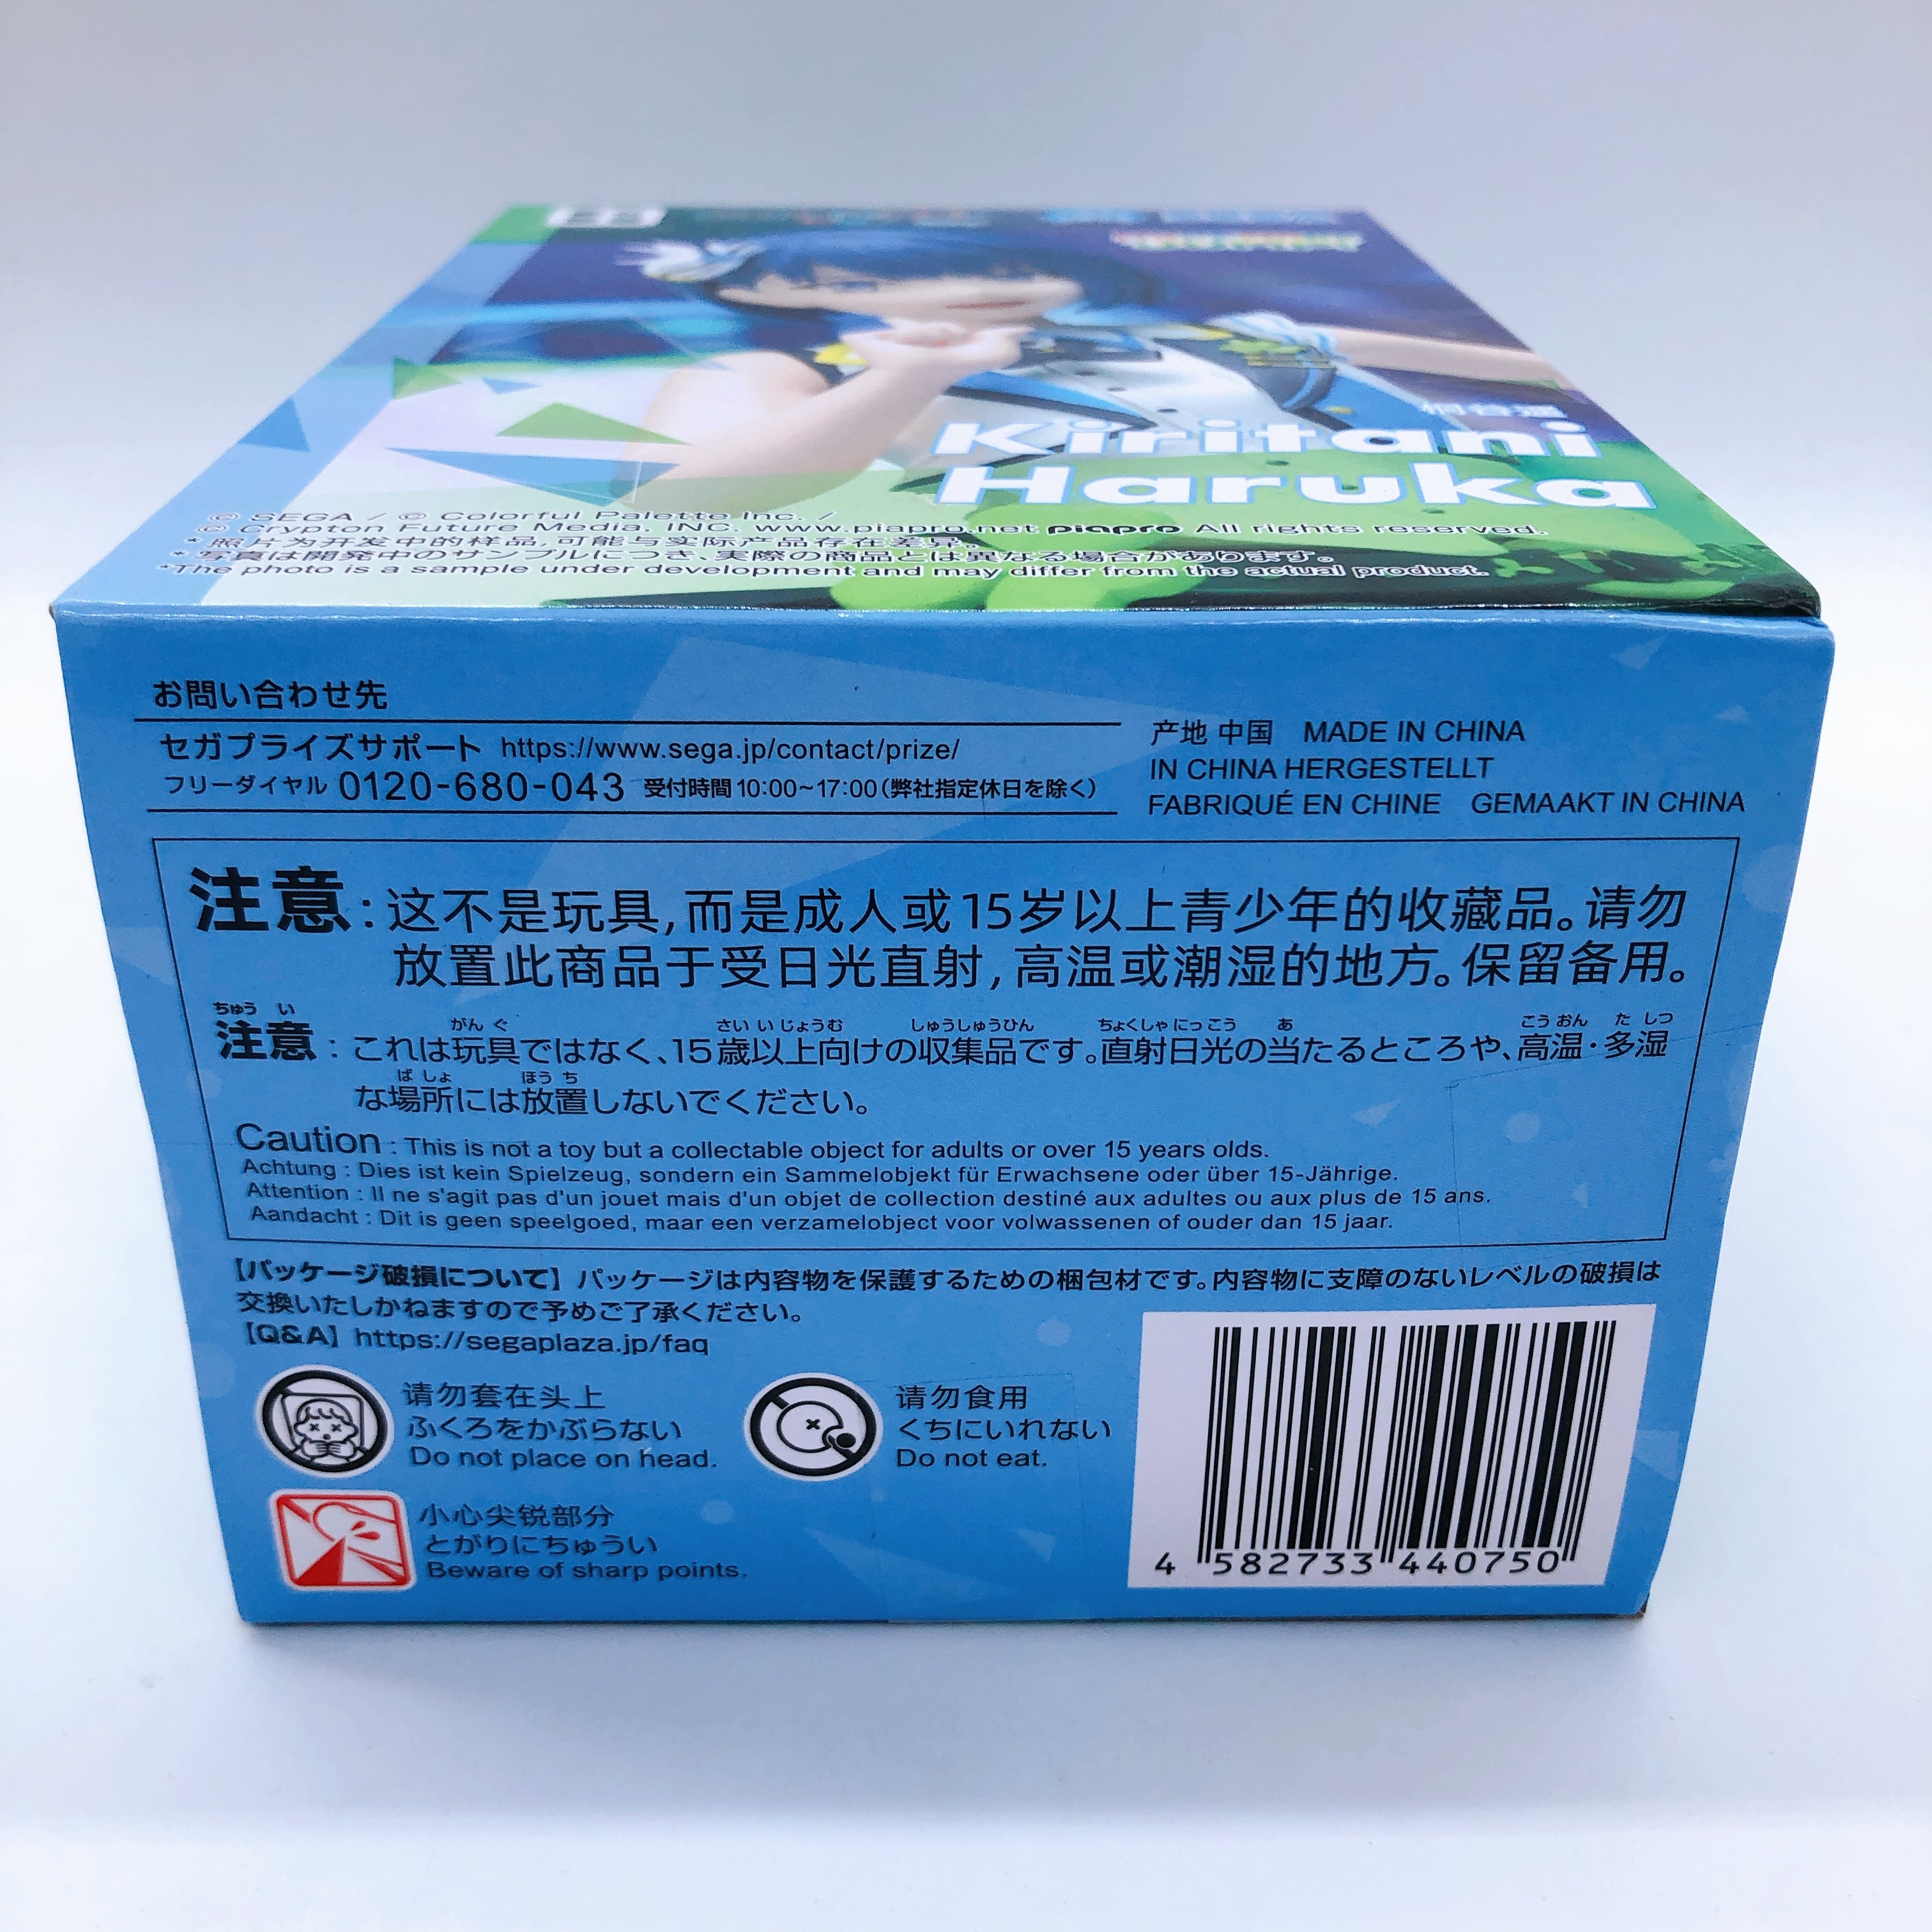 桐谷遥
Kiritani
Haruka
© SEGA / © Colorful Palette Inc. /
© Crypton Future Media, INC. www.piapro.net piapro All rights reserved.
*照片为开发中的样品,可能与实际产品存在差异。
*写真は開発中のサンプルにつき、実際の商品とは異なる場合があります。
*The photo is a sample under development and may differ from the actual product.
お問い合わせ先
セガプライズサポート https://www.sega.jp/contact/prize/
フリーダイヤル 0120-680-043 受付時間10:00~17:00(弊社指定休日を除く)
产地 中国 MADE IN CHINA
IN CHINA HERGESTELLT
FABRIQUÉ EN CHINE GEMAAKT IN CHINA
注意:这不是玩具,而是成人或15岁以上青少年的收藏品。请勿
放置此商品于受日光直射,高温或潮湿的地方。保留备用。
ちゅう い がん ぐ さい い じょうむ しゅうしゅうひん ちょくしゃ にっ こう あ こう おん た しつ
注意:これは玩具ではなく、15歳以上向けの収集品です。直射日光の当たるところや、高温・多湿
ば しょ ほう ち
な場所には放置しないでください。
Caution : This is not a toy but a collectable object for adults or over 15 years olds.
Achtung : Dies ist kein Spielzeug, sondern ein Sammelobjekt für Erwachsene oder über 15-Jährige.
Attention : Il ne s'agit pas d'un jouet mais d'un objet de collection destiné aux adultes ou aux plus de 15 ans.
Aandacht : Dit is geen speelgoed, maar een verzamelobject voor volwassenen of ouder dan 15 jaar.
【パッケージ破損について】パッケージは内容物を保護するための梱包材です。内容物に支障のないレベルの破損は
交換いたしかねますので予めご了承ください。
【Q&A】https://segaplaza.jp/faq
请勿套在头上
ふくろをかぶらない
Do not place on head.
请勿食用
くちにいれない
Do not eat.
小心尖锐部分
とがりにちゅうい
Beware of sharp points.
4 582733 440750